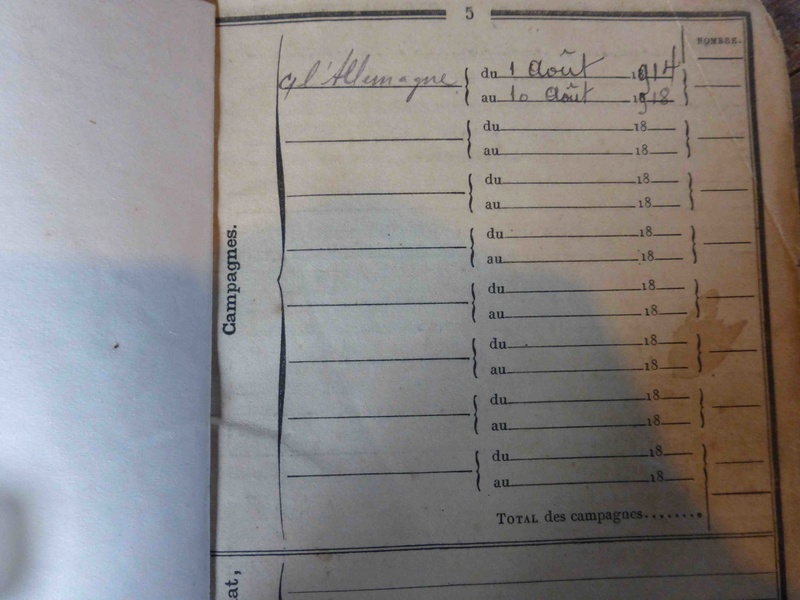 5
NOMBRE.
Campagnes.
c/ l'Allemagne du 1 Août 1914
au 10 Août 1918
du 18
au 18
du 18
au 18
du 18
au 18
du 18
au 18
du 18
au 18
du 18
au 18
du 18
au 18
TOTAL des campagnes........
at,